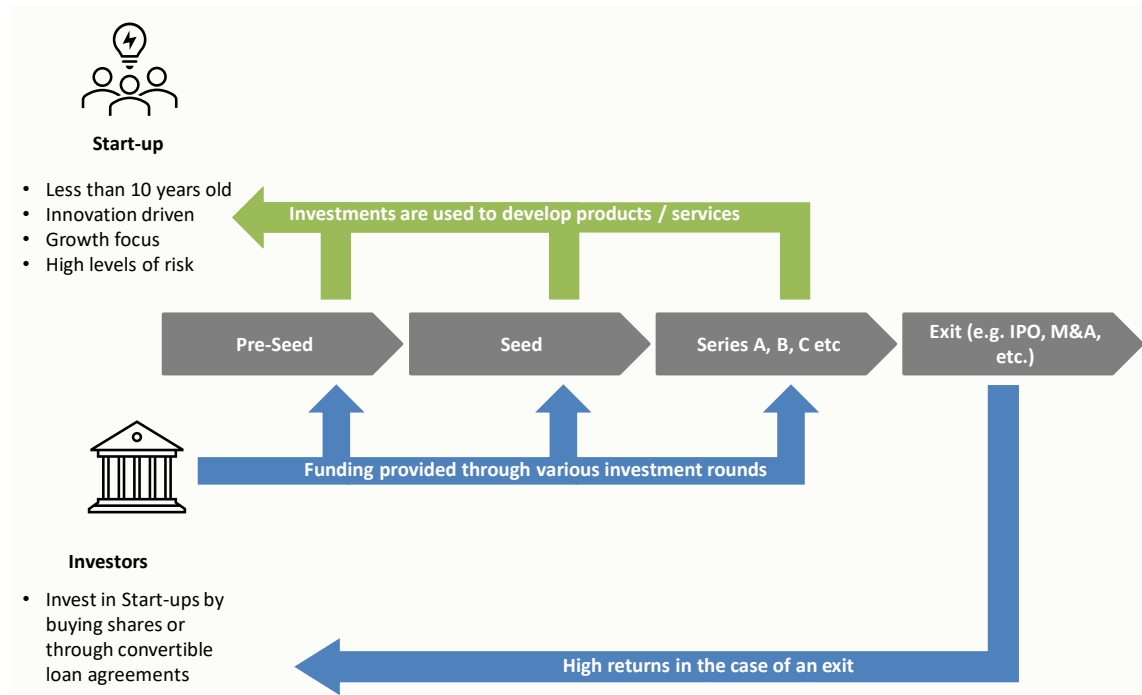 Start-up
• Less than 10 years old
• Innovation driven
• Growth focus
• High levels of risk
Investments are used to develop products / services
Pre-Seed
Seed
Series A, B, C etc
Exit (e.g. IPO, M&A,
etc.)
Funding provided through various investment rounds
Investors
• Invest in Start-ups by
buying shares or
through convertible
loan agreements
High returns in the case of an exit